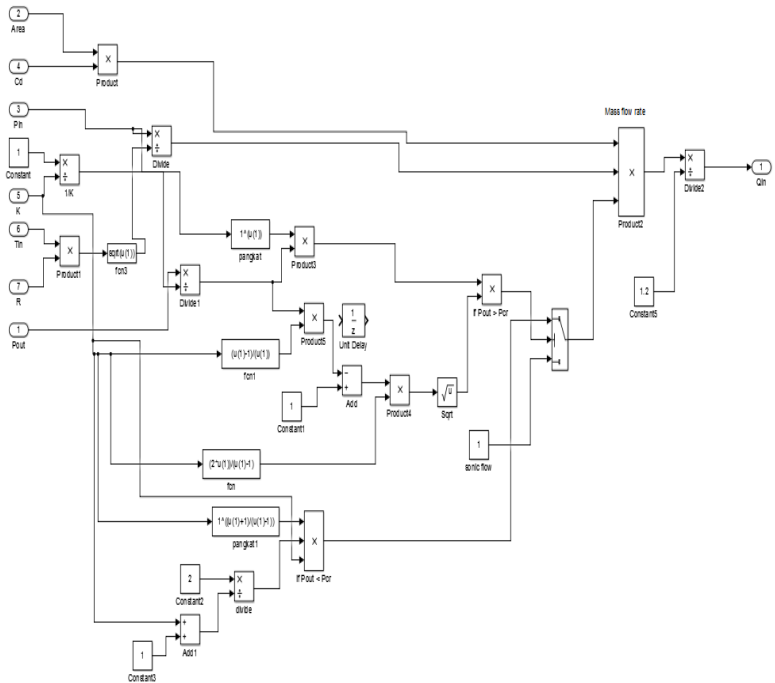 2
Area
4
Cd
×
Product
3
Pin
Mass flow rate
1
Constant
×
÷
1/K
×
÷
Divide
5
K
6
Tin
×
Product1
sqrt(u(1))
fcn3
7
R
1^(u(1))
pangkat
×
Product3
×
Product2
×
÷
Divide2
1
Qin
×
÷
Divide1
1
Pout
×
Product5
1
z
Unit Delay
×
If Pout > Pcr
1.2
Constant5
(u(1)-1)/(u(1))
fcn1
1
Constant1
−
+
Add
×
Product4
√u
Sqrt
1
sonic flow
(2*u(1))/(u(1)-1)
fcn
1^((u(1)+1)/(u(1)-1))
pangkat1
×
If Pout < Pcr
2
Constant2
×
÷
divide
+
+
Add1
1
Constant3